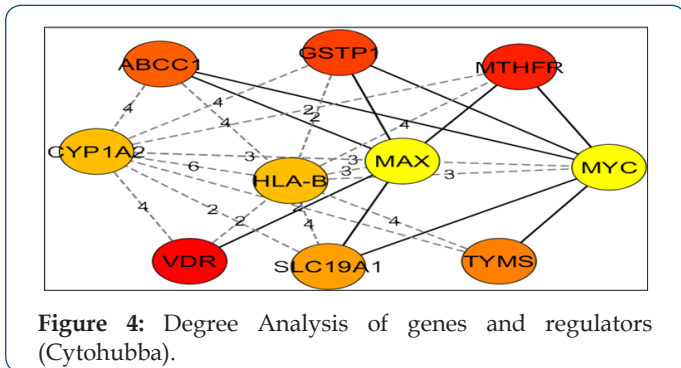 ABCC1
GSTP1
MTHFR
4
4
2
2
4
CYP1A2
3
3
MAX
MYC
6
HLA-B
3
3
4
2
2
2
4
4
VDR
SLC19A1
TYMS
Figure 4: Degree Analysis of genes and regulators
(Cytohubba).